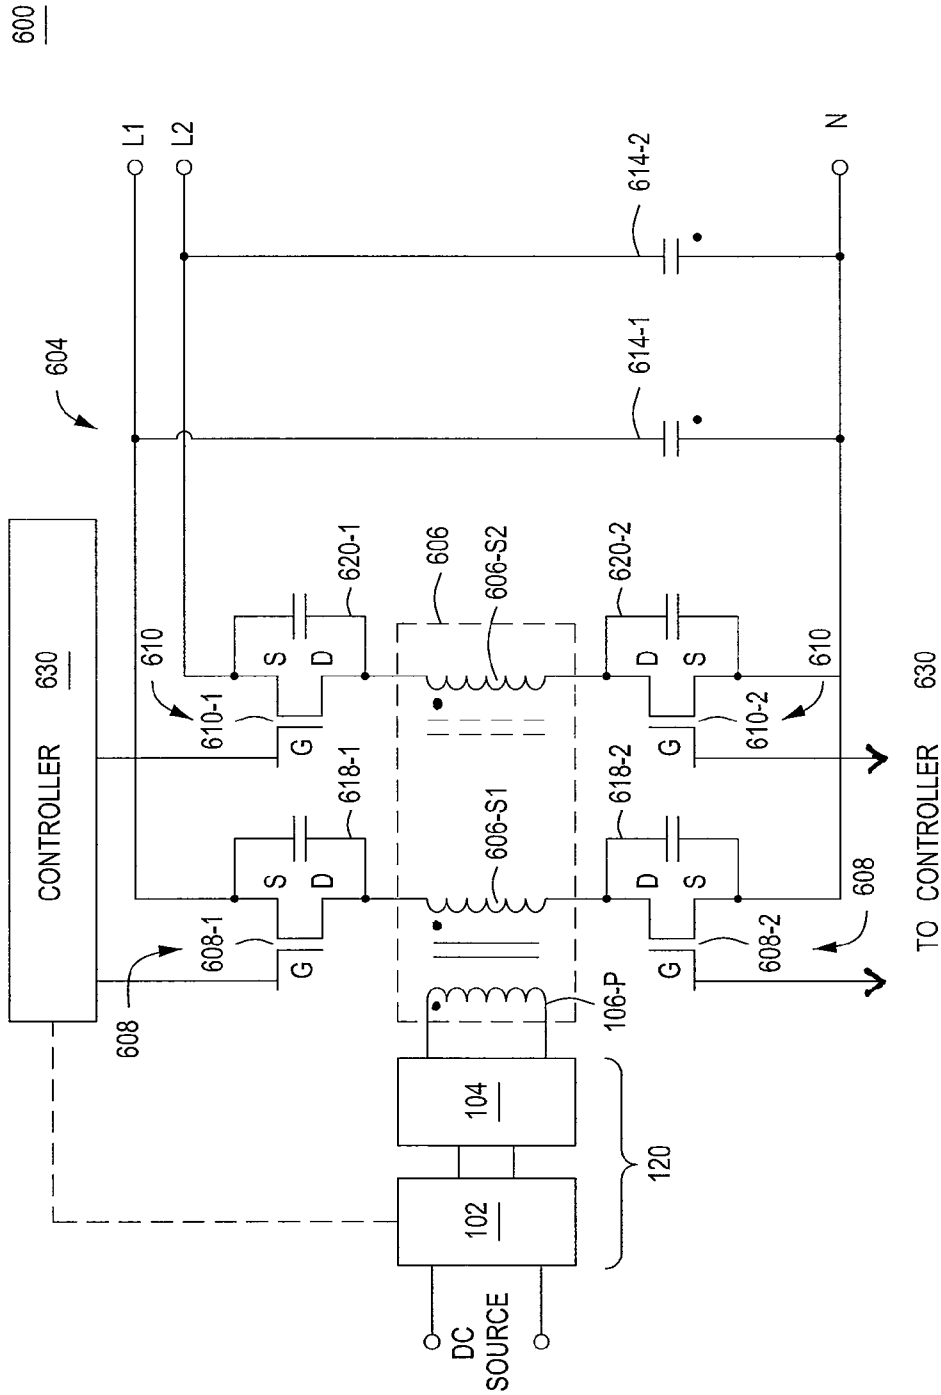 600
CONTROLLER 630
604
L1
L2
N
614-1
614-2
608
608-1
G
S
D
618-1
610
610-1
G
S
D
620-1
606
606-S1
606-S2
106-P
104
102
120
DC
SOURCE
G
D
S
618-2
608-2
608
G
D
S
620-2
610-2
610
TO CONTROLLER 630